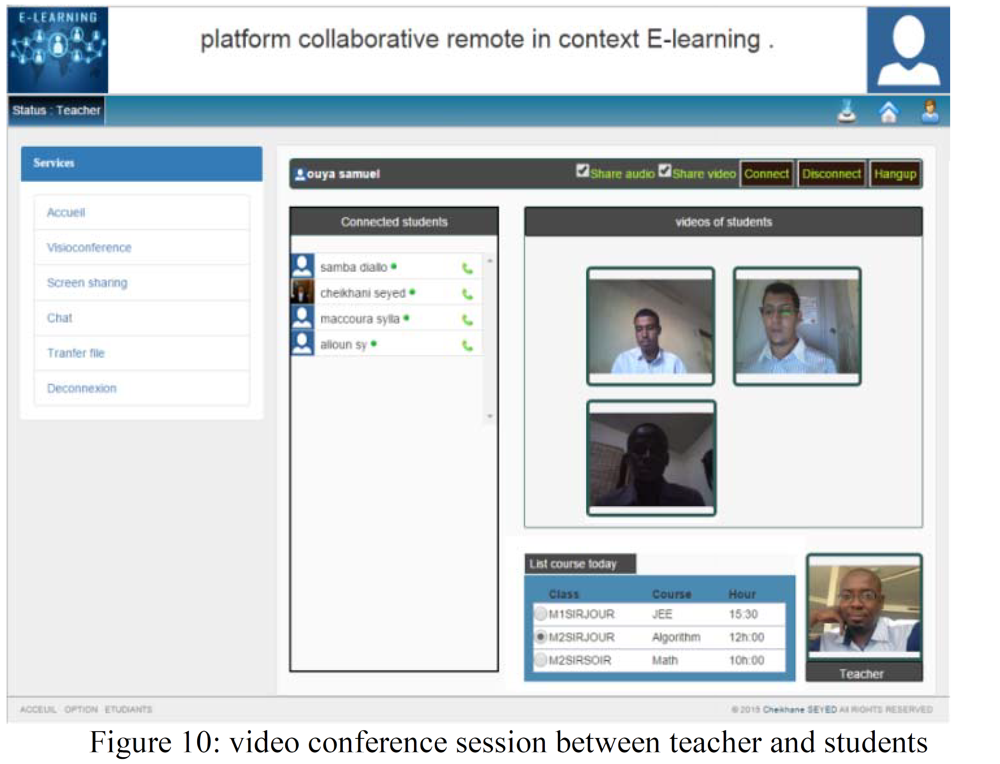 E-LEARNING
platform collaborative remote in context E-learning .
Status : Teacher
Services
Accueil
Visioconference
Screen sharing
Chat
Tranfer file
Deconnexion
ouya samuel
Share audio Share video Connect Disconnect Hangup
Connected students
samba diallo
cheikhani seyed
maccoura sylla
alioun sy
videos of students
List course today
Class Course Hour
M1SIRJOUR JEE 15:30
M2SIRJOUR Algorithm 12h:00
M2SIRSOIR Math 10h:00
Teacher
ACCEUIL OPTION ETUDIANTS
© 2015 Cheikhane SEYED All RIGHTS RESERVED
Figure 10: video conference session between teacher and students